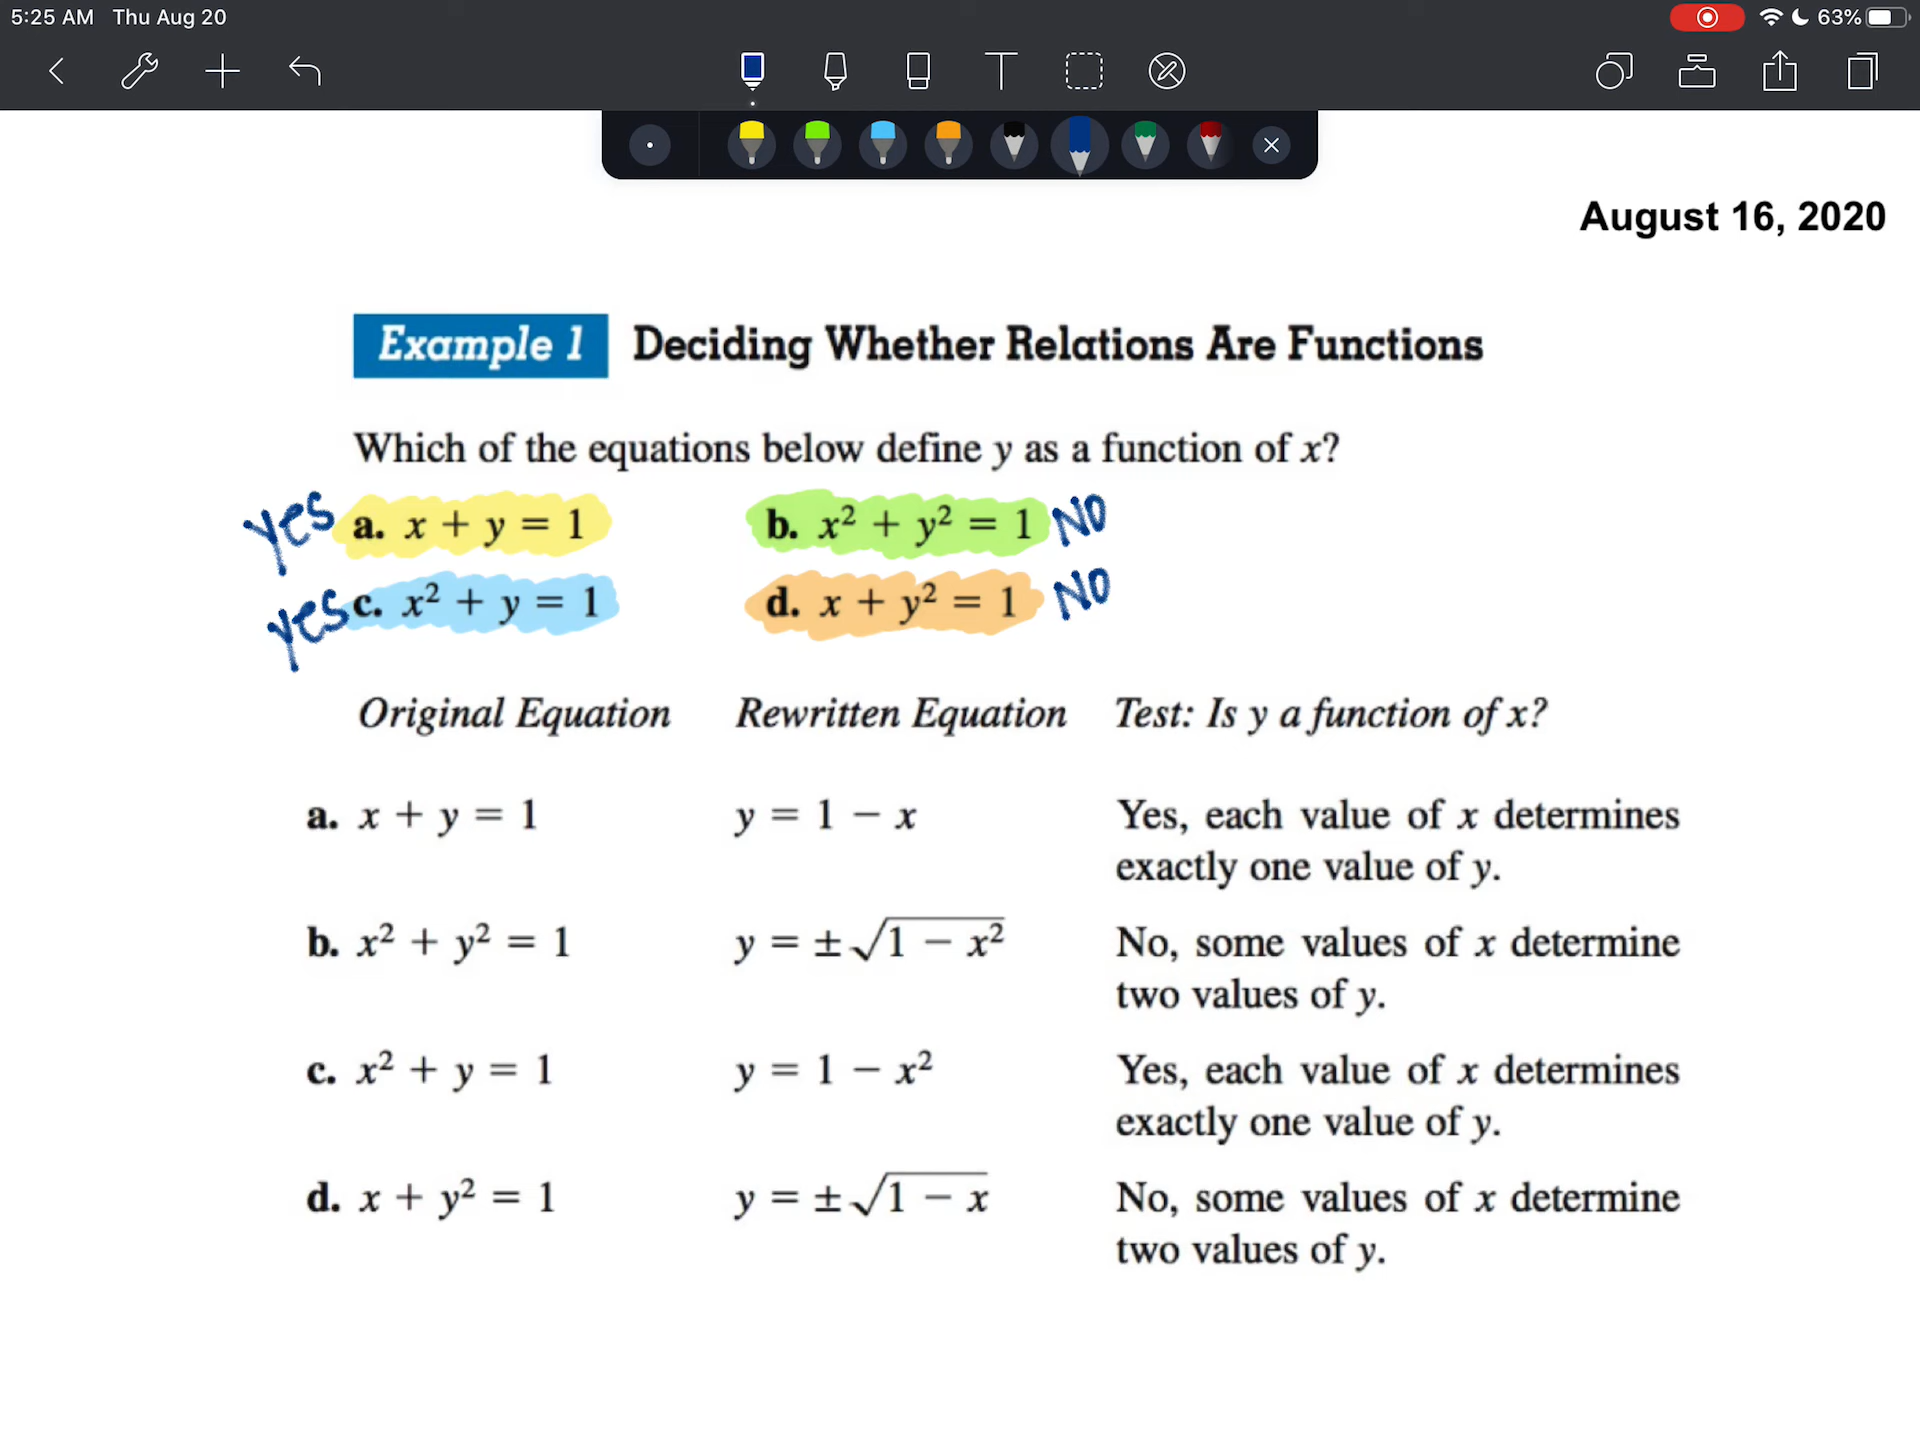 5:25 AM Thu Aug 20
63%
August 16, 2020
Example 1 Deciding Whether Relations Are Functions
Which of the equations below define y as a function of x?
yes a. x + y = 1 b. x² + y² = 1 NO
yes c. x² + y = 1 d. x + y² = 1 NO
Original Equation Rewritten Equation Test: Is y a function of x?
a. x + y = 1 y = 1 − x Yes, each value of x determines
exactly one value of y.
b. x² + y² = 1 y = ±√(1 − x²) No, some values of x determine
two values of y.
c. x² + y = 1 y = 1 − x² Yes, each value of x determines
exactly one value of y.
d. x + y² = 1 y = ±√(1 − x) No, some values of x determine
two values of y.